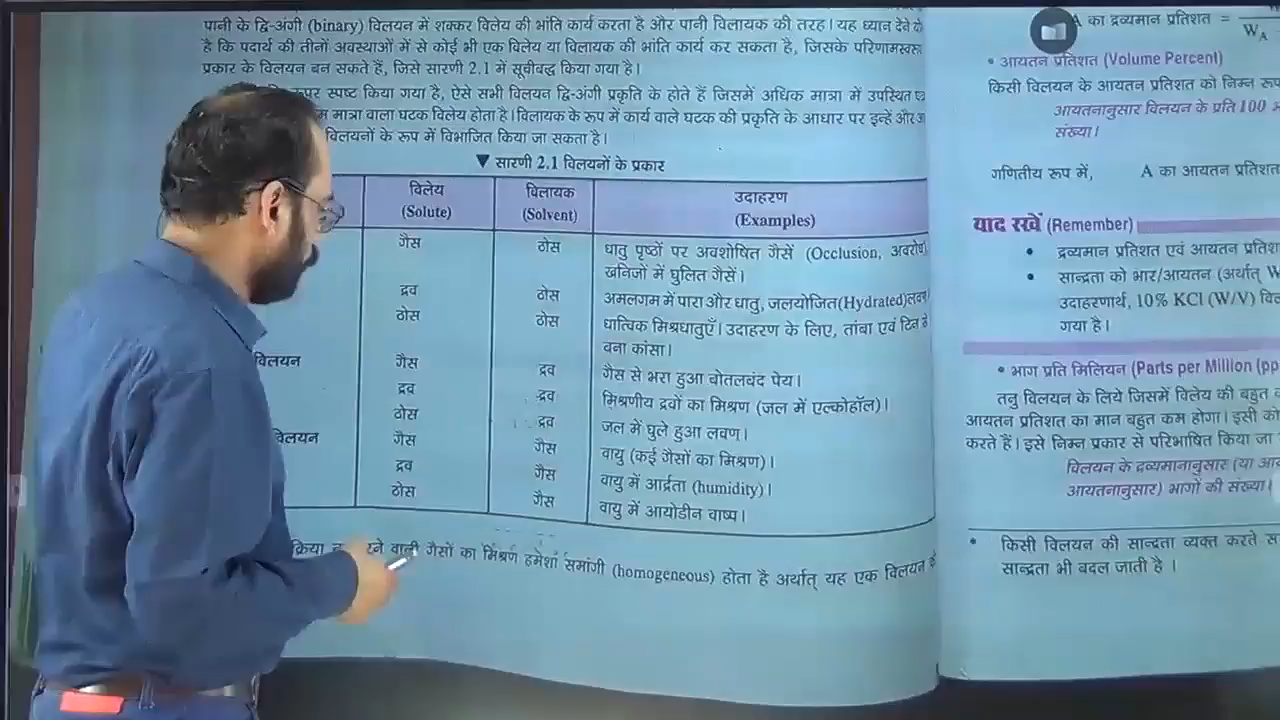 पानी के द्वि-अंगी (binary) विलयन में शक्कर विलेय की भांति कार्य करता है और पानी विलायक की तरह। यह ध्यान देने
है कि पदार्थ की तीनों अवस्थाओं में से कोई भी एक विलेय या विलायक की भांति कार्य कर सकता है, जिसके
प्रकार के विलयन बन सकते हैं, जिसे सारणी 2.1 में सूचीबद्ध किया गया है।
स्पष्ट किया गया है, ऐसे सभी विलयन द्वि-अंगी प्रकृति के होते हैं जिसमें अधिक मात्रा में उपस्थित
मात्रा वाला घटक विलेय होता है। विलायक के रूप में कार्य वाले घटक की प्रकृति के आधार पर इन्हें और
विलयनों के रूप में विभाजित किया जा सकता है।
▼ सारणी 2.1 विलयनों के प्रकार
विलेय (Solute) विलायक (Solvent) उदाहरण (Examples)
गैस ठोस धातु पृष्ठों पर अवशोषित गैसें (Occlusion,
खनिजों में घुलित गैसें।
द्रव ठोस अमलगम में पारा और धातु, जलयोजित(Hydrated)
ठोस ठोस धात्विक मिश्रधातुएँ। उदाहरण के लिए, तांबा एवं टिन
बना कांसा।
विलयन गैस द्रव गैस से भरा हुआ बोतलबंद पेय।
द्रव द्रव मिश्रणीय द्रवों का मिश्रण (जल में एल्कोहॉल)।
ठोस द्रव जल में घुले हुआ लवण।
विलयन गैस गैस वायु (कई गैसों का मिश्रण)।
द्रव गैस वायु में आर्द्रता (humidity)।
ठोस गैस वायु में आयोडीन वाष्प।
वाली गैसों का मिश्रण हमेशा समांगी (homogeneous) होता है अर्थात् यह एक विलयन
A का द्रव्यमान प्रतिशत =
W_A
• आयतन प्रतिशत (Volume Percent)
किसी विलयन के आयतन प्रतिशत को निम्न
आयतनानुसार विलयन के प्रति 100
संख्या।
गणितीय रूप में, A का आयतन प्रतिशत
याद रखें (Remember)
• द्रव्यमान प्रतिशत एवं आयतन
• सान्द्रता को भार/आयतन (अर्थात्
उदाहरणार्थ, 10% KCl (W/V)
गया है।
• भाग प्रति मिलियन (Parts per Million
तनु विलयन के लिये जिसमें विलेय की बहुत
आयतन प्रतिशत का मान बहुत कम होगा। इसी
करते हैं। इसे निम्न प्रकार से परिभाषित किया जा
विलयन के द्रव्यमानानुसार (या
आयतनानुसार) भागों की संख्या।
• किसी विलयन की सान्द्रता व्यक्त करते
सान्द्रता भी बदल जाती है ।